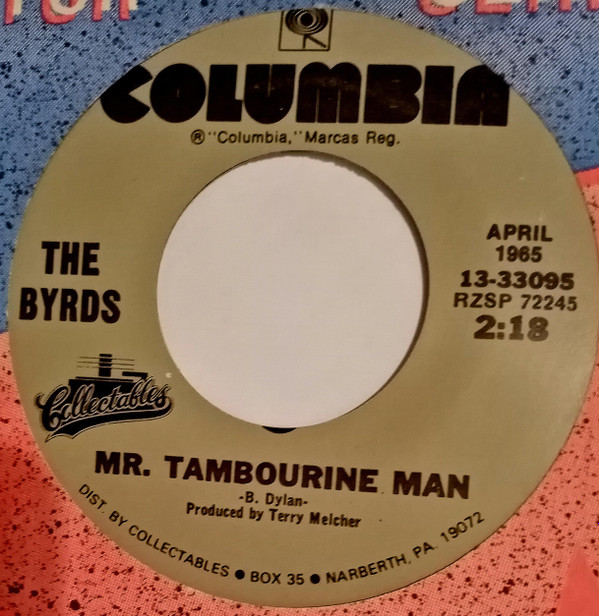 COLUMBIA
®"Columbia," Marcas Reg.
THE
BYRDS
APRIL
1965
13-33095
RZSP 72245
2:18
Collectables
MR. TAMBOURINE MAN
-B. Dylan-
Produced by Terry Melcher
DIST. BY COLLECTABLES ● BOX 35 ● NARBERTH, PA. 19072